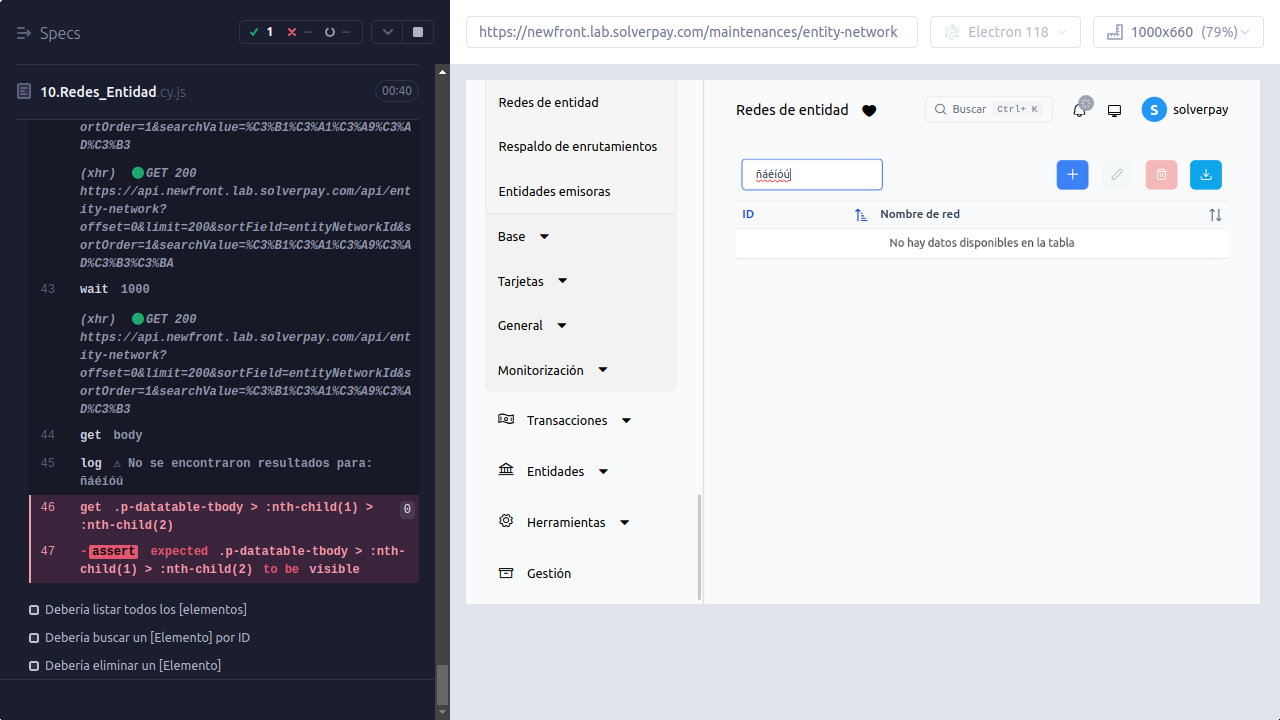 Specs
1
--
--
10.Redes_Entidad.cy.js
00:40
ortOrder=1&searchValue=%C3%B1%C3%A1%C3%A9%C3%A
D%C3%B3
(xhr) GET 200
https://api.newfront.lab.solverpay.com/api/ent
ity-network?
offset=0&limit=200&sortField=entityNetworkId&s
ortOrder=1&searchValue=%C3%B1%C3%A1%C3%A9%C3%A
D%C3%B3%C3%BA
43 wait 1000
(xhr) GET 200
https://api.newfront.lab.solverpay.com/api/ent
ity-network?
offset=0&limit=200&sortField=entityNetworkId&s
ortOrder=1&searchValue=%C3%B1%C3%A1%C3%A9%C3%A
D%C3%B3
44 get body
45 log ⚠ No se encontraron resultados para:
ñáéíóú
46 get .p-datatable-tbody > :nth-child(1) > 0
:nth-child(2)
47 -assert expected .p-datatable-tbody > :nth-
child(1) > :nth-child(2) to be visible
Debería listar todos los [elementos]
Debería buscar un [Elemento] por ID
Debería eliminar un [Elemento]
https://newfront.lab.solverpay.com/maintenances/entity-network
Electron 118
1000x660 (79%)
Redes de entidad
Respaldo de enrutamientos
Entidades emisoras
Base
Tarjetas
General
Monitorización
Transacciones
Entidades
Herramientas
Gestión
Redes de entidad
Buscar Ctrl+ K
S solverpay
ñáéíóú
ID
Nombre de red
No hay datos disponibles en la tabla